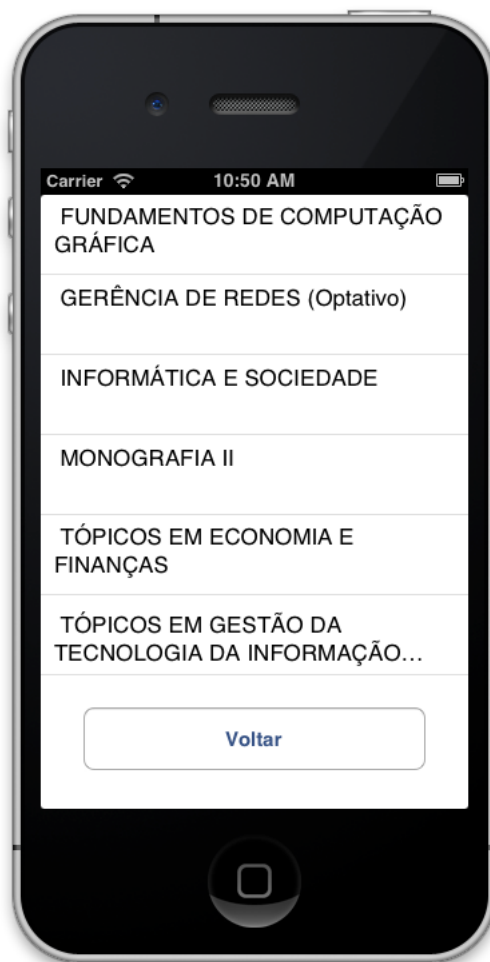 Carrier
10:50 AM
FUNDAMENTOS DE COMPUTAÇÃO
GRÁFICA
GERÊNCIA DE REDES (Optativo)
INFORMÁTICA E SOCIEDADE
MONOGRAFIA II
TÓPICOS EM ECONOMIA E
FINANÇAS
TÓPICOS EM GESTÃO DA
TECNOLOGIA DA INFORMAÇÃO...
Voltar